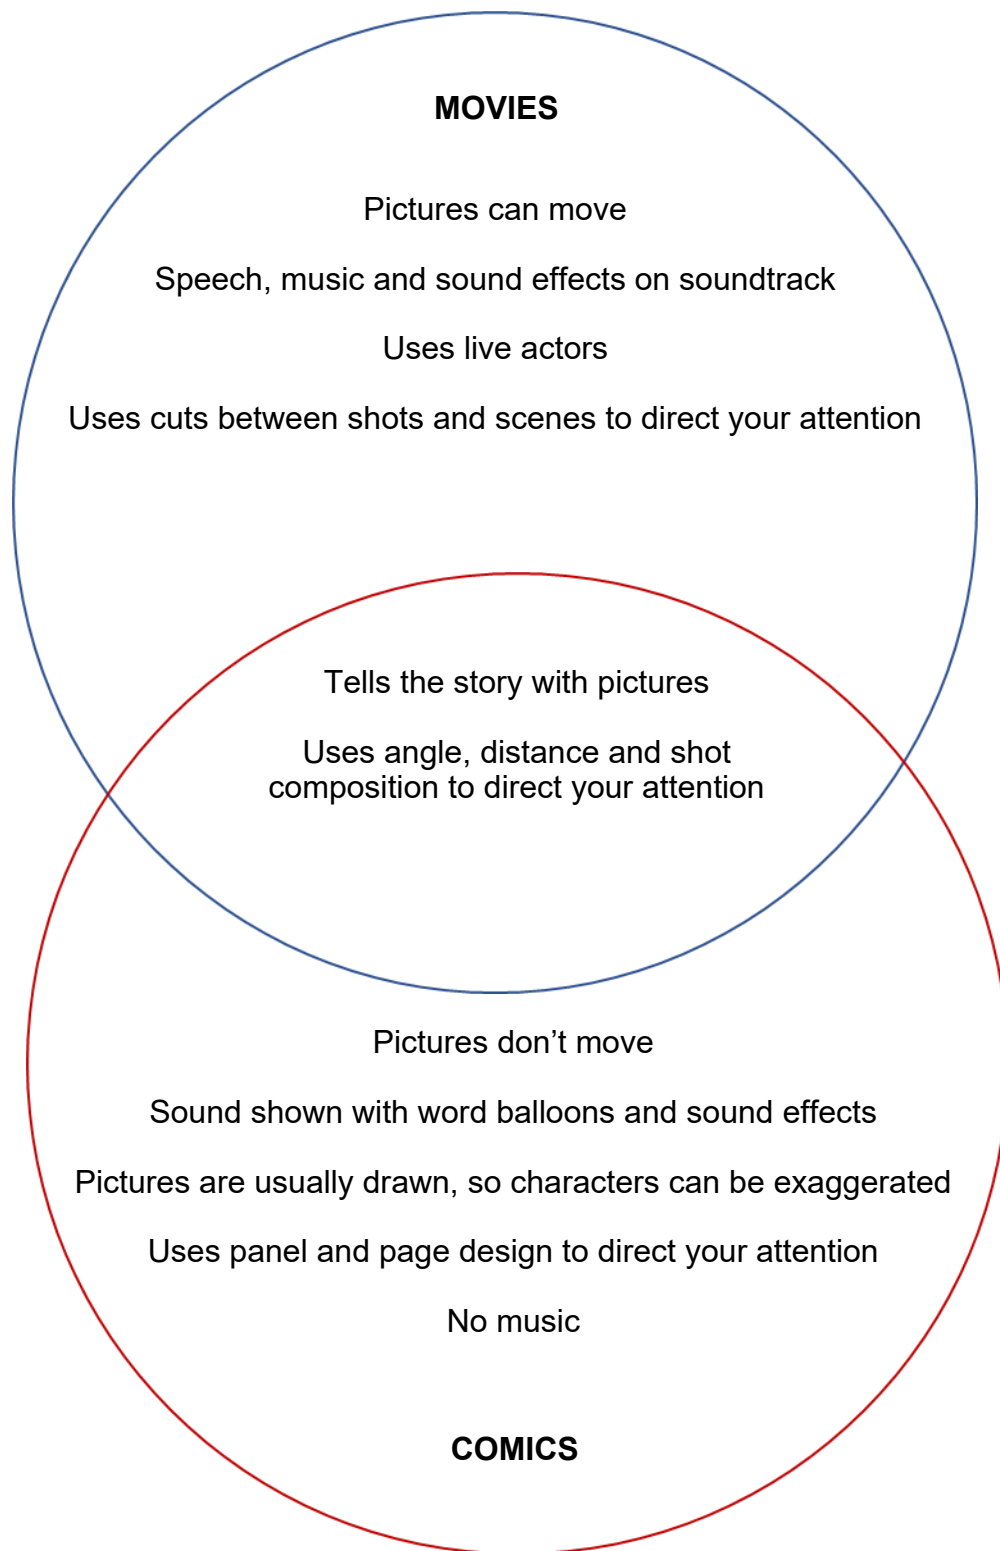 MOVIES
Pictures can move
Speech, music and sound effects on soundtrack
Uses live actors
Uses cuts between shots and scenes to direct your attention
Tells the story with pictures
Uses angle, distance and shot
composition to direct your attention
Pictures don’t move
Sound shown with word balloons and sound effects
Pictures are usually drawn, so characters can be exaggerated
Uses panel and page design to direct your attention
No music
COMICS